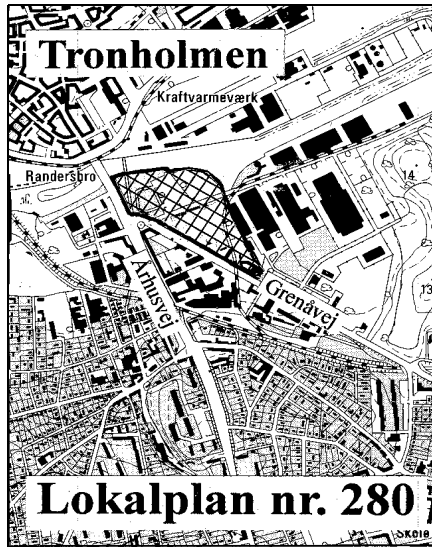 Tronholmen
Kraftvarmeværk
Randersbro
14
Århusvej
Grenåvej
13
Lokalplan nr. 280
Skole